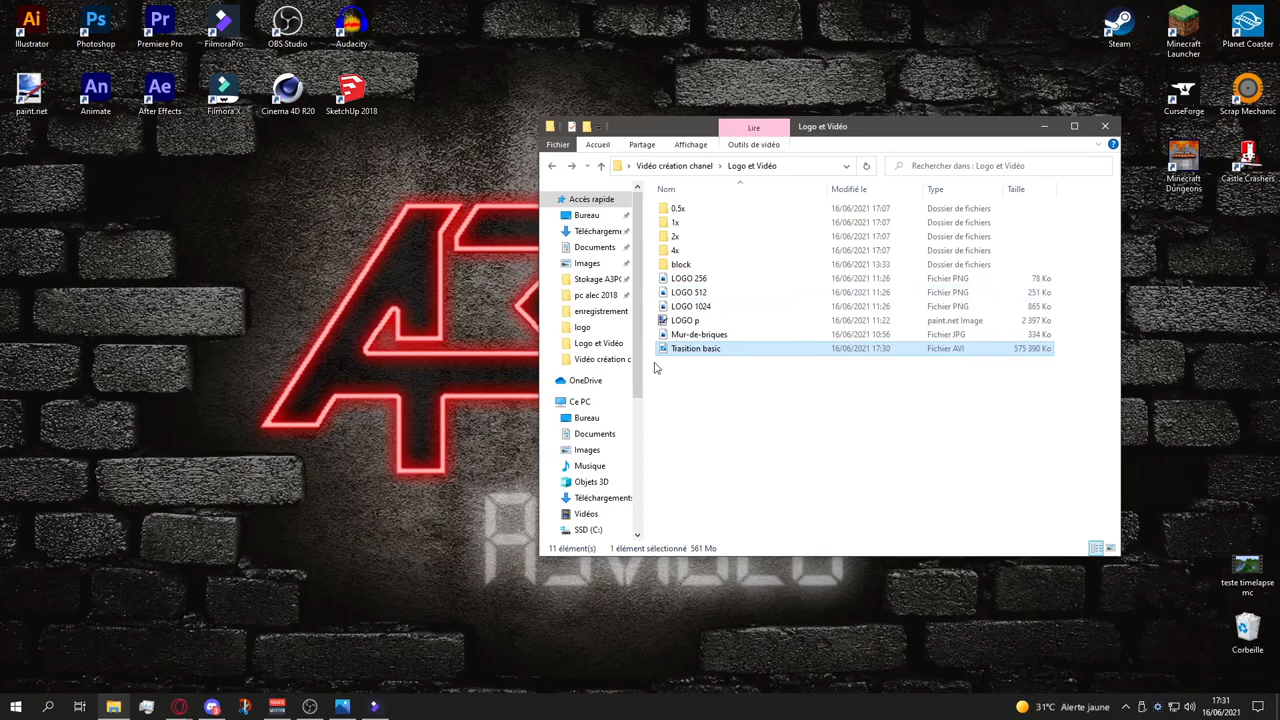 Illustrator
Photoshop
Premiere Pro
FilmoraPro
OBS Studio
Audacity
Steam
Minecraft Launcher
Planet Coaster
paint.net
Animate
After Effects
Filmora X
Cinema 4D R20
SketchUp 2018
CurseForge
Scrap Mechanic
Minecraft Dungeons
Castle Crashers
Lire
Logo et Vidéo
Fichier
Accueil
Partage
Affichage
Outils de vidéo
Vidéo création chanel > Logo et Vidéo
Rechercher dans : Logo et Vidéo
Nom
Modifié le
Type
Taille
0.5x 16/06/2021 17:07 Dossier de fichiers
1x 16/06/2021 17:07 Dossier de fichiers
2x 16/06/2021 17:07 Dossier de fichiers
4x 16/06/2021 17:07 Dossier de fichiers
block 16/06/2021 13:33 Dossier de fichiers
LOGO 256 16/06/2021 11:26 Fichier PNG 78 Ko
LOGO 512 16/06/2021 11:26 Fichier PNG 251 Ko
LOGO 1024 16/06/2021 11:26 Fichier PNG 865 Ko
LOGO p 16/06/2021 11:22 paint.net Image 2 397 Ko
Mur-de-briques 16/06/2021 10:56 Fichier JPG 334 Ko
Trasition basic 16/06/2021 17:30 Fichier AVI 575 390 Ko
Accès rapide
Bureau
Téléchargeme
Documents
Images
Stokage A3PC
pc alec 2018
enregistrement
logo
Logo et Vidéo
Vidéo création c
OneDrive
Ce PC
Bureau
Documents
Images
Musique
Objets 3D
Téléchargements
Vidéos
SSD (C:)
11 élément(s)
1 élément sélectionné 561 Mo
teste timelapse mc
Corbeille
31°C Alerte jaune
17:31
16/06/2021